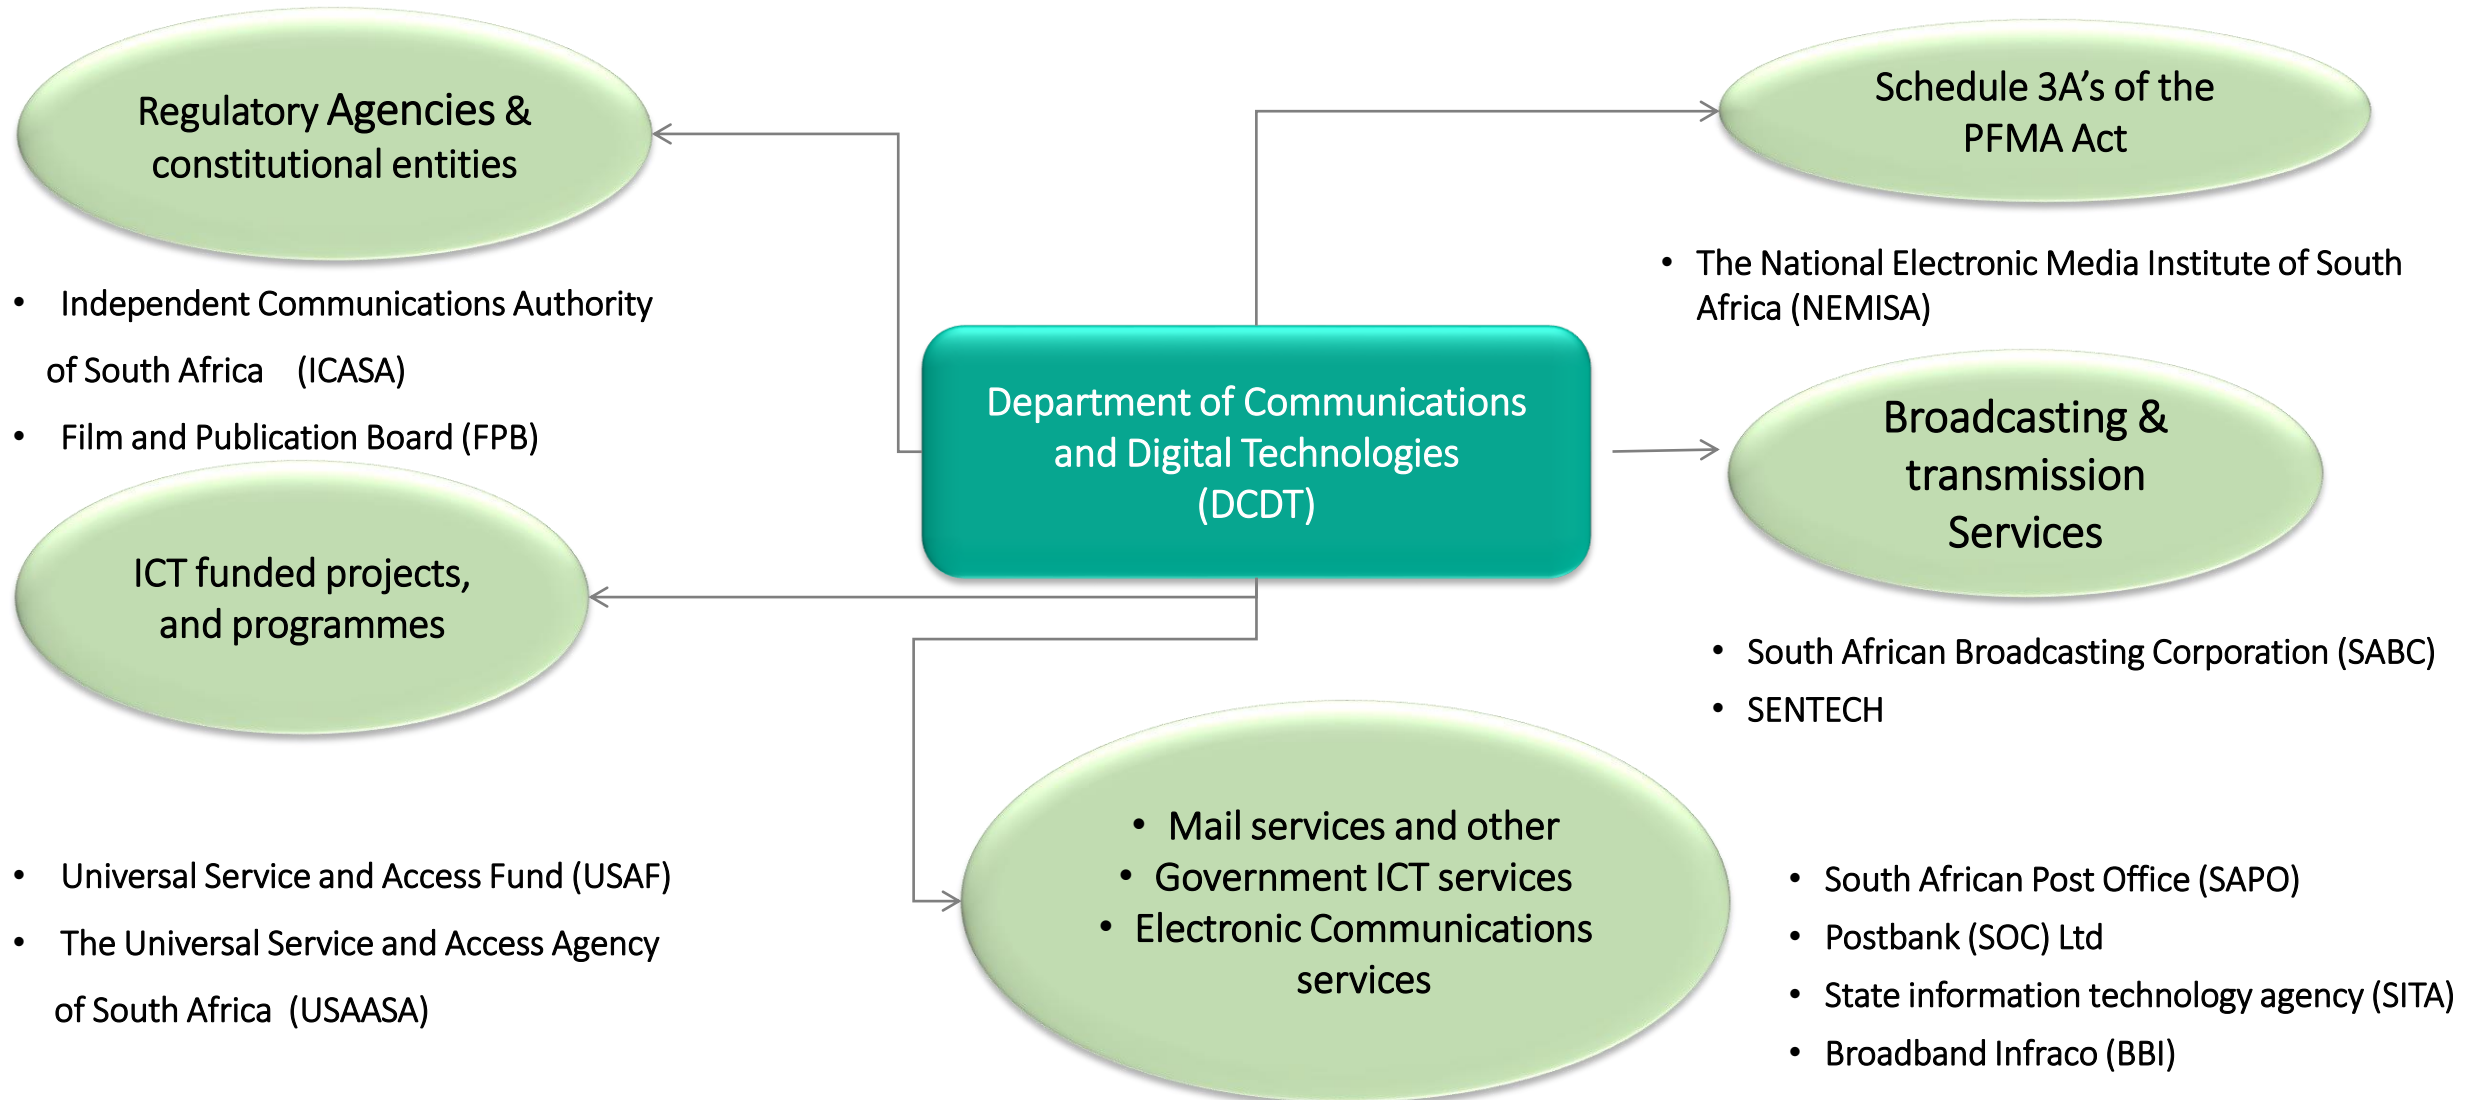 Regulatory Agencies &
constitutional entities
• Independent Communications Authority
of South Africa (ICASA)
• Film and Publication Board (FPB)
ICT funded projects,
and programmes
• Universal Service and Access Fund (USAF)
• The Universal Service and Access Agency
of South Africa (USAASA)
Department of Communications
and Digital Technologies
(DCDT)
Schedule 3A’s of the
PFMA Act
• The National Electronic Media Institute of South
Africa (NEMISA)
Broadcasting &
transmission
Services
• South African Broadcasting Corporation (SABC)
• SENTECH
• Mail services and other
• Government ICT services
• Electronic Communications
services
• South African Post Office (SAPO)
• Postbank (SOC) Ltd
• State information technology agency (SITA)
• Broadband Infraco (BBI)